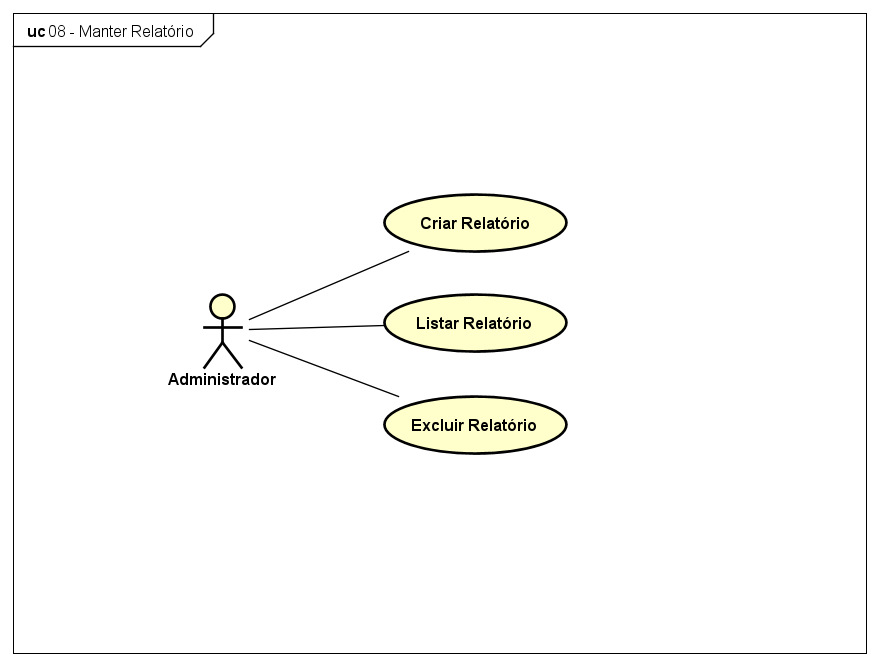 uc 08 - Manter Relatório
Criar Relatório
Listar Relatório
Administrador
Excluir Relatório